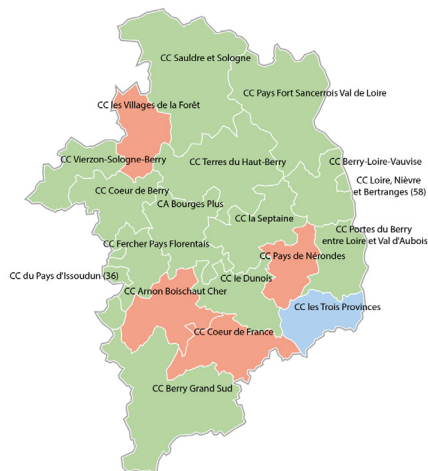 CC Sauldre et Sologne
CC Pays Fort Sancerrois Val de Loire
CC les Villages de la Forêt
CC Vierzon-Sologne-Berry
CC Terres du Haut-Berry
CC Berry-Loire-Vauvise
CC Loire, Nièvre
et Bertranges (58)
CC Coeur de Berry
CA Bourges Plus
CC la Septaine
CC Portes du Berry
entre Loire et Val d'Aubois
CC Fercher Pays Florentais
CC Pays de Nérondes
CC du Pays d'Issoudun (36)
CC le Dunois
CC Arnon Boischaut Cher
CC les Trois Provinces
CC Coeur de France
CC Berry Grand Sud